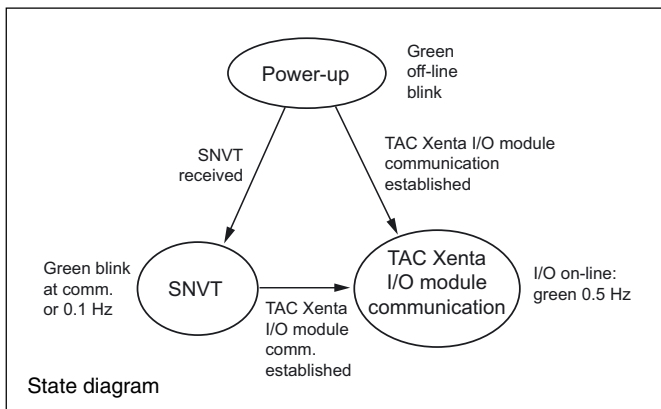 Power-up
Green
off-line
blink
SNVT
received
TAC Xenta I/O module
communication
established
Green blink
at comm.
or 0.1 Hz
SNVT
TAC Xenta
I/O module
comm.
established
TAC Xenta
I/O module
communication
I/O on-line:
green 0.5 Hz
State diagram